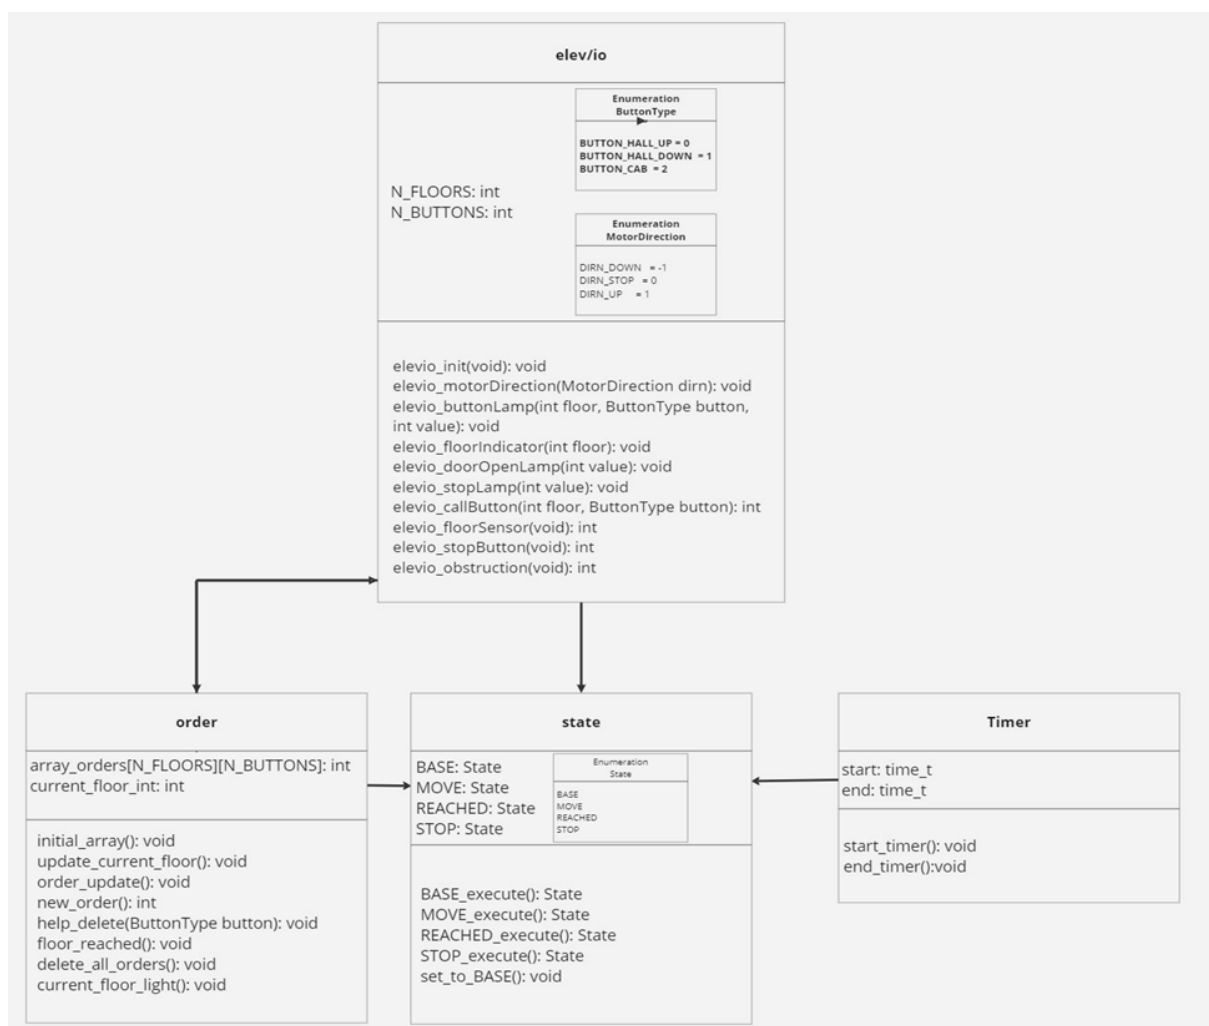 elev/io
Enumeration
ButtonType
BUTTON_HALL_UP = 0
BUTTON_HALL_DOWN = 1
BUTTON_CAB = 2
N_FLOORS: int
N_BUTTONS: int
Enumeration
MotorDirection
DIRN_DOWN = -1
DIRN_STOP = 0
DIRN_UP = 1
elevio_init(void): void
elevio_motorDirection(MotorDirection dirn): void
elevio_buttonLamp(int floor, ButtonType button,
int value): void
elevio_floorIndicator(int floor): void
elevio_doorOpenLamp(int value): void
elevio_stopLamp(int value): void
elevio_callButton(int floor, ButtonType button): int
elevio_floorSensor(void): int
elevio_stopButton(void): int
elevio_obstruction(void): int
order
array_orders[N_FLOORS][N_BUTTONS]: int
current_floor_int: int
initial_array(): void
update_current_floor(): void
order_update(): void
new_order(): int
help_delete(ButtonType button): void
floor_reached(): void
delete_all_orders(): void
current_floor_light(): void
state
BASE: State
MOVE: State
REACHED: State
STOP: State
Enumeration
State
BASE
MOVE
REACHED
STOP
BASE_execute(): State
MOVE_execute(): State
REACHED_execute(): State
STOP_execute(): State
set_to_BASE(): void
Timer
start: time_t
end: time_t
start_timer(): void
end_timer():void